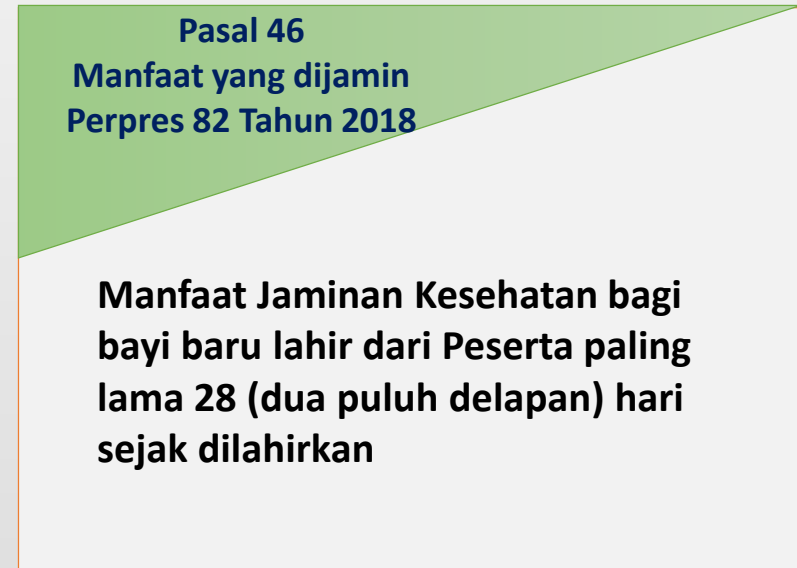 Pasal 46
Manfaat yang dijamin
Perpres 82 Tahun 2018
Manfaat Jaminan Kesehatan bagi
bayi baru lahir dari Peserta paling
lama 28 (dua puluh delapan) hari
sejak dilahirkan